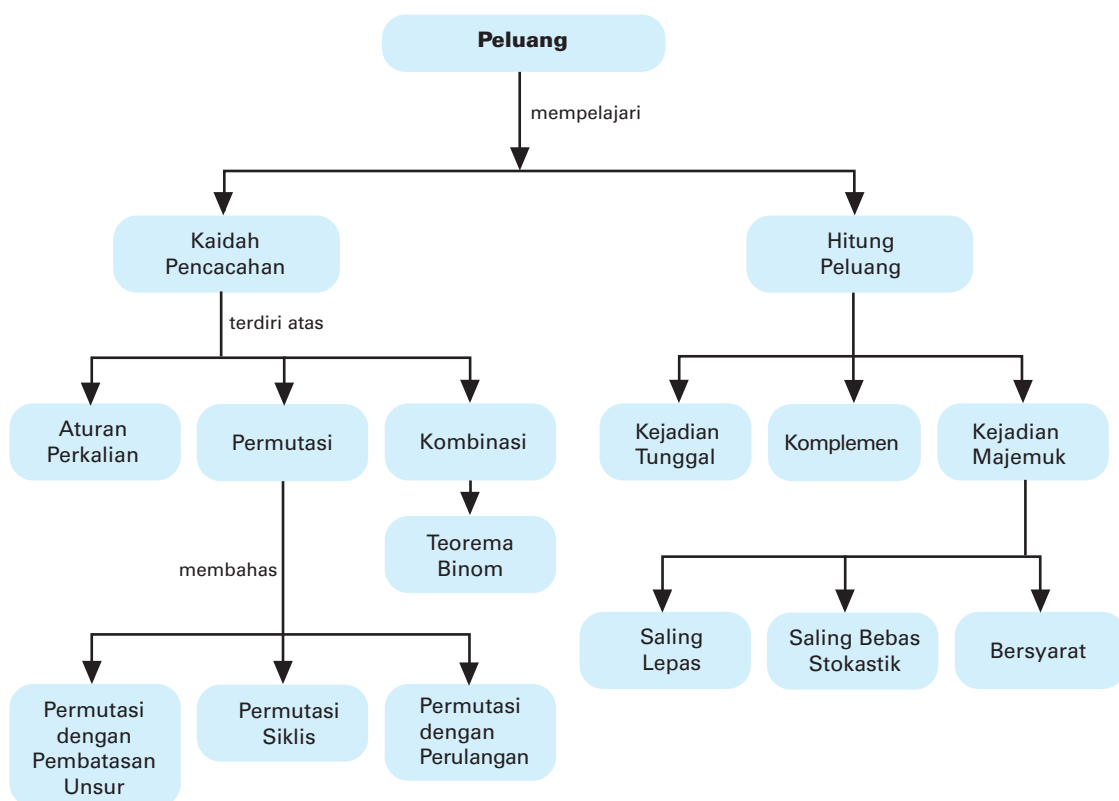 Peluang
mempelajari
Kaidah
Pencacahan
Hitung
Peluang
terdiri atas
Aturan
Perkalian
Permutasi
Kombinasi
Kejadian
Tunggal
Komplemen
Kejadian
Majemuk
Teorema
Binom
membahas
Saling
Lepas
Saling Bebas
Stokastik
Bersyarat
Permutasi
dengan
Pembatasan
Unsur
Permutasi
Siklis
Permutasi
dengan
Perulangan